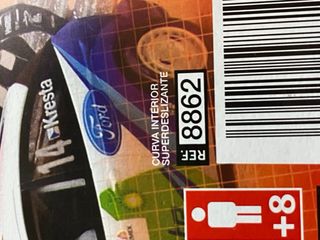 14 Kresta
Ford
CURVA INTERIOR
SUPERDESLIZANTE
REF. 8862
+8